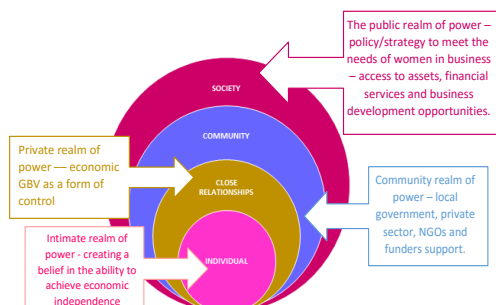 The public realm of power –
policy/strategy to meet the
needs of women in business
– access to assets, financial
services and business
development opportunities.
SOCIETY
COMMUNITY
Private realm of
power –– economic
GBV as a form of
control
CLOSE
RELATIONSHIPS
Community realm of
power – local
government, private
sector, NGOs and
funders support.
Intimate realm of
power - creating a
belief in the ability to
achieve economic
independence
INDIVIDUAL